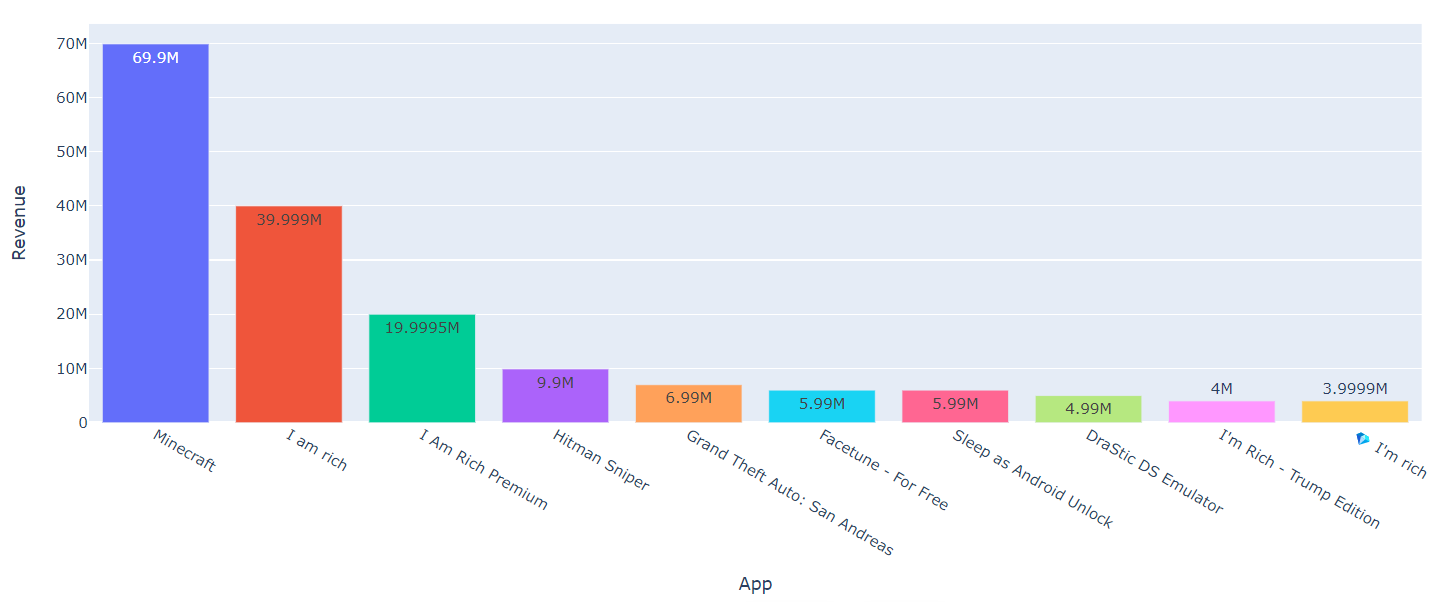 Revenue
70M
60M
50M
40M
30M
20M
10M
0
69.9M
39.999M
19.9995M
9.9M
6.99M
5.99M
5.99M
4.99M
4M
3.9999M
Minecraft
I am rich
I Am Rich Premium
Hitman Sniper
Grand Theft Auto: San Andreas
Facetune - For Free
Sleep as Android Unlock
DraStic DS Emulator
I'm Rich - Trump Edition
💎 I'm rich
App